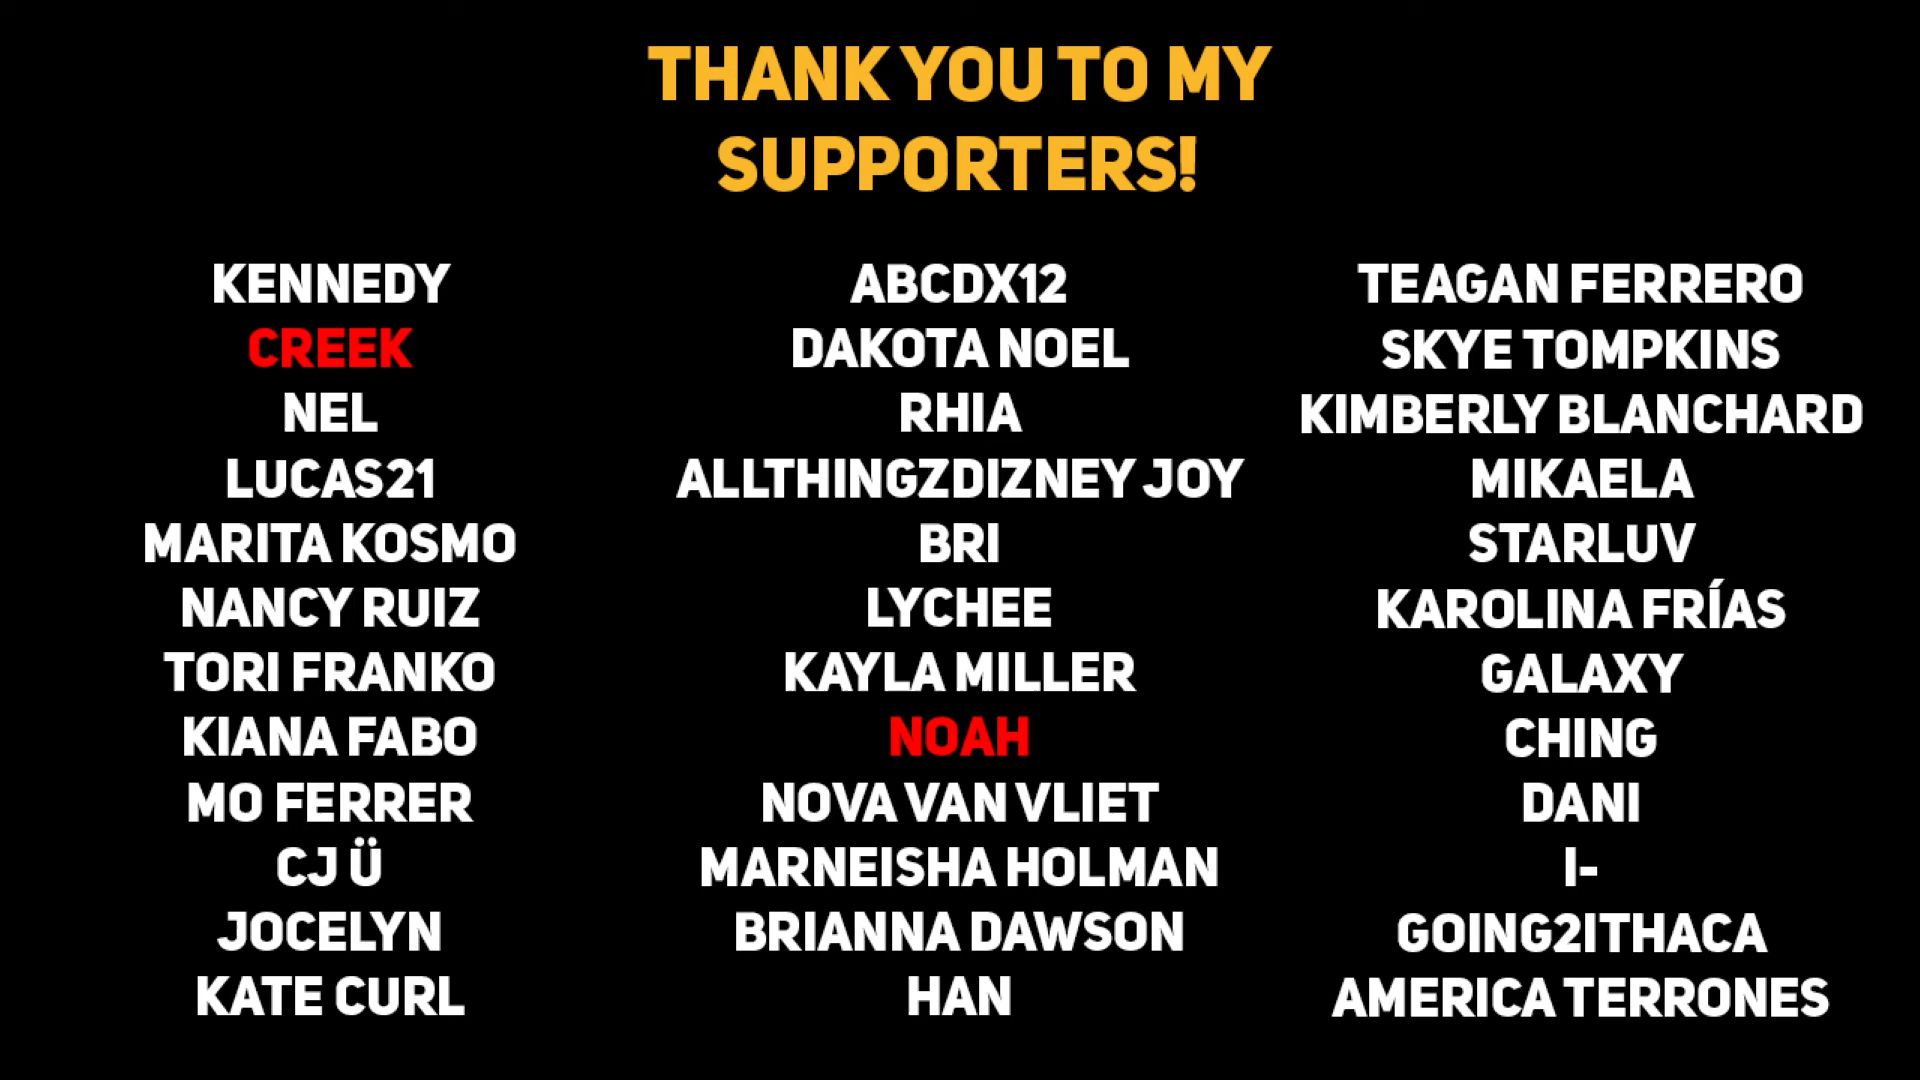 THANK YOU TO MY
SUPPORTERS!
KENNEDY
CREEK
NEL
LUCAS21
MARITA KOSMO
NANCY RUIZ
TORI FRANKO
KIANA FABO
MO FERRER
CJ Ü
JOCELYN
KATE CURL
ABCDX12
DAKOTA NOEL
RHIA
ALLTHINGZDIZNEY JOY
BRI
LYCHEE
KAYLA MILLER
NOAH
NOVA VAN VLIET
MARNEISHA HOLMAN
BRIANNA DAWSON
HAN
TEAGAN FERRERO
SKYE TOMPKINS
KIMBERLY BLANCHARD
MIKAELA
STARLUV
KAROLINA FRÍAS
GALAXY
CHING
DANI
I-
GOING2ITHACA
AMERICA TERRONES